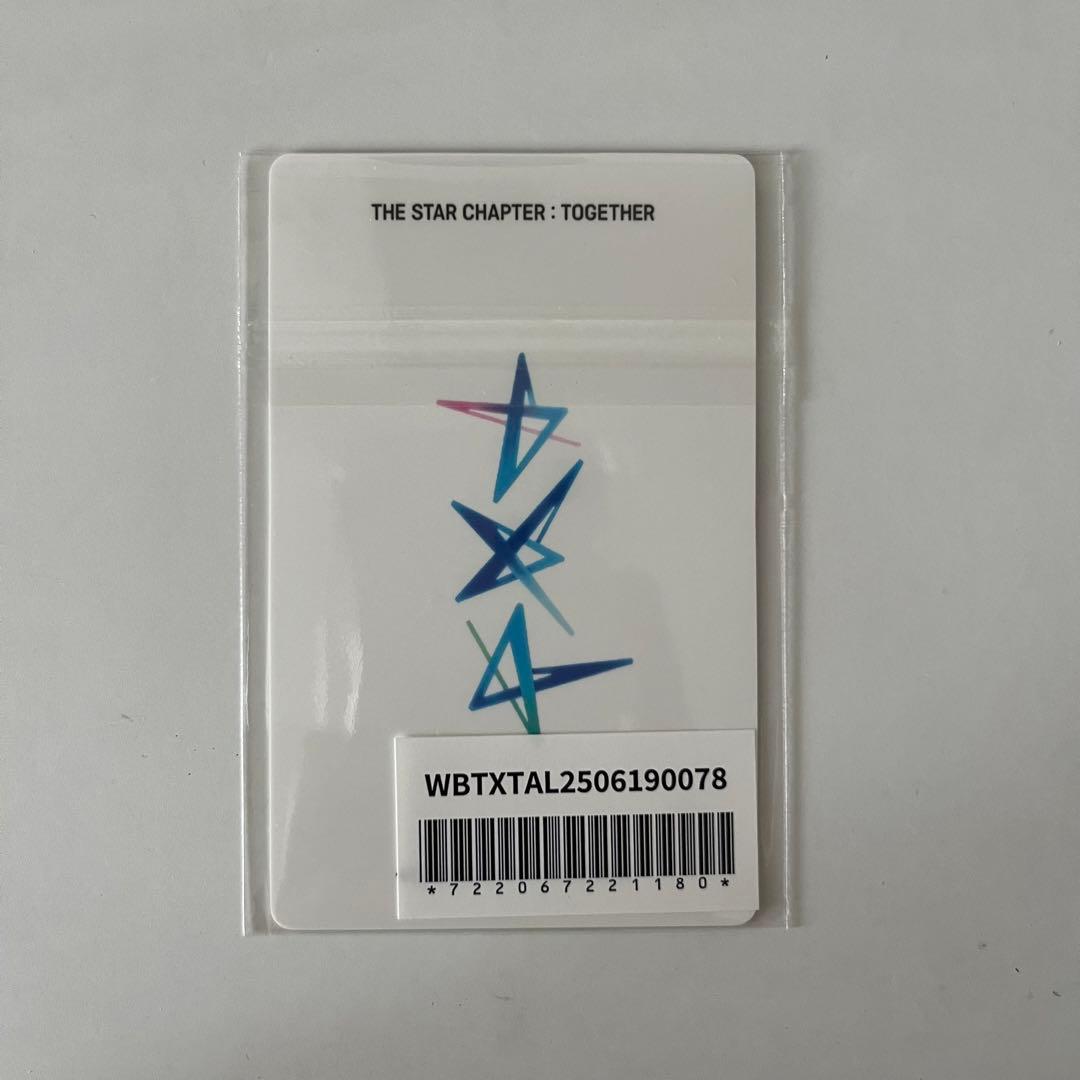 THE STAR CHAPTER : TOGETHER
WBTXTAL2506190078
*722067221180*